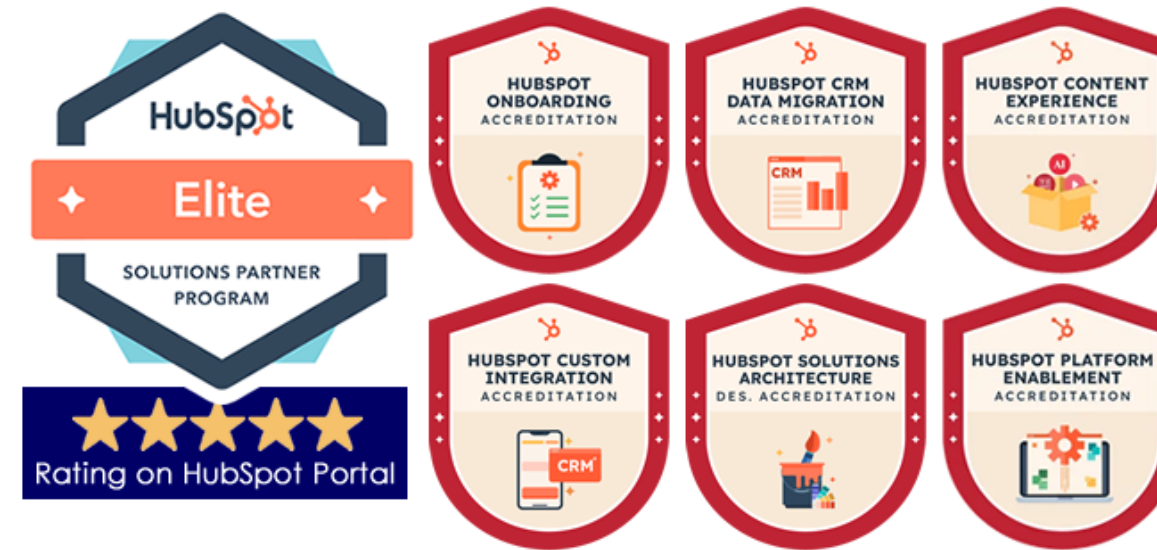 HubSpot
Elite
SOLUTIONS PARTNER
PROGRAM
Rating on HubSpot Portal
HUBSPOT
ONBOARDING
ACCREDITATION
HUBSPOT CRM
DATA MIGRATION
ACCREDITATION
CRM
HUBSPOT CONTENT
EXPERIENCE
ACCREDITATION
AI
HUBSPOT CUSTOM
INTEGRATION
ACCREDITATION
CRM
HUBSPOT SOLUTIONS
ARCHITECTURE
DES. ACCREDITATION
HUBSPOT PLATFORM
ENABLEMENT
ACCREDITATION